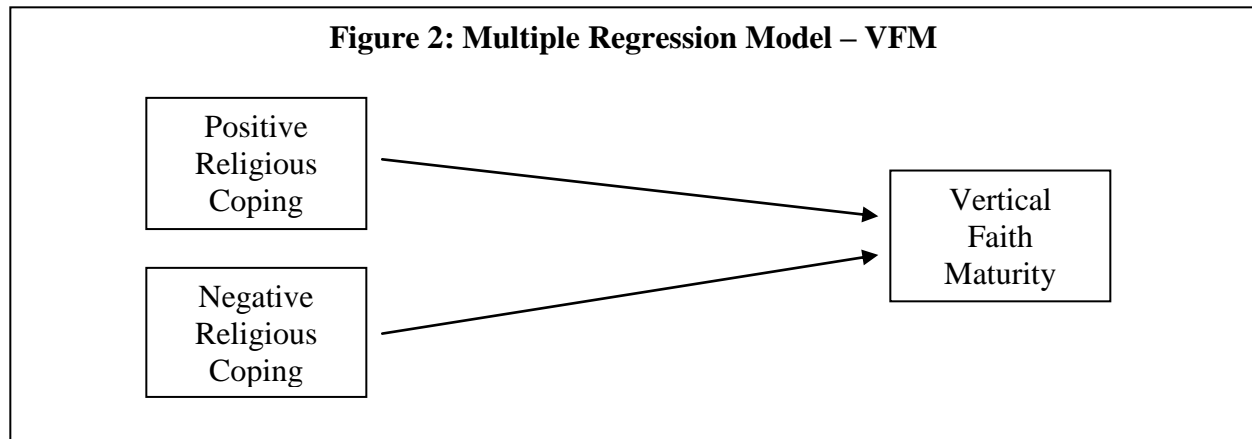 Figure 2: Multiple Regression Model – VFM
Positive
Religious
Coping
Negative
Religious
Coping
Vertical
Faith
Maturity